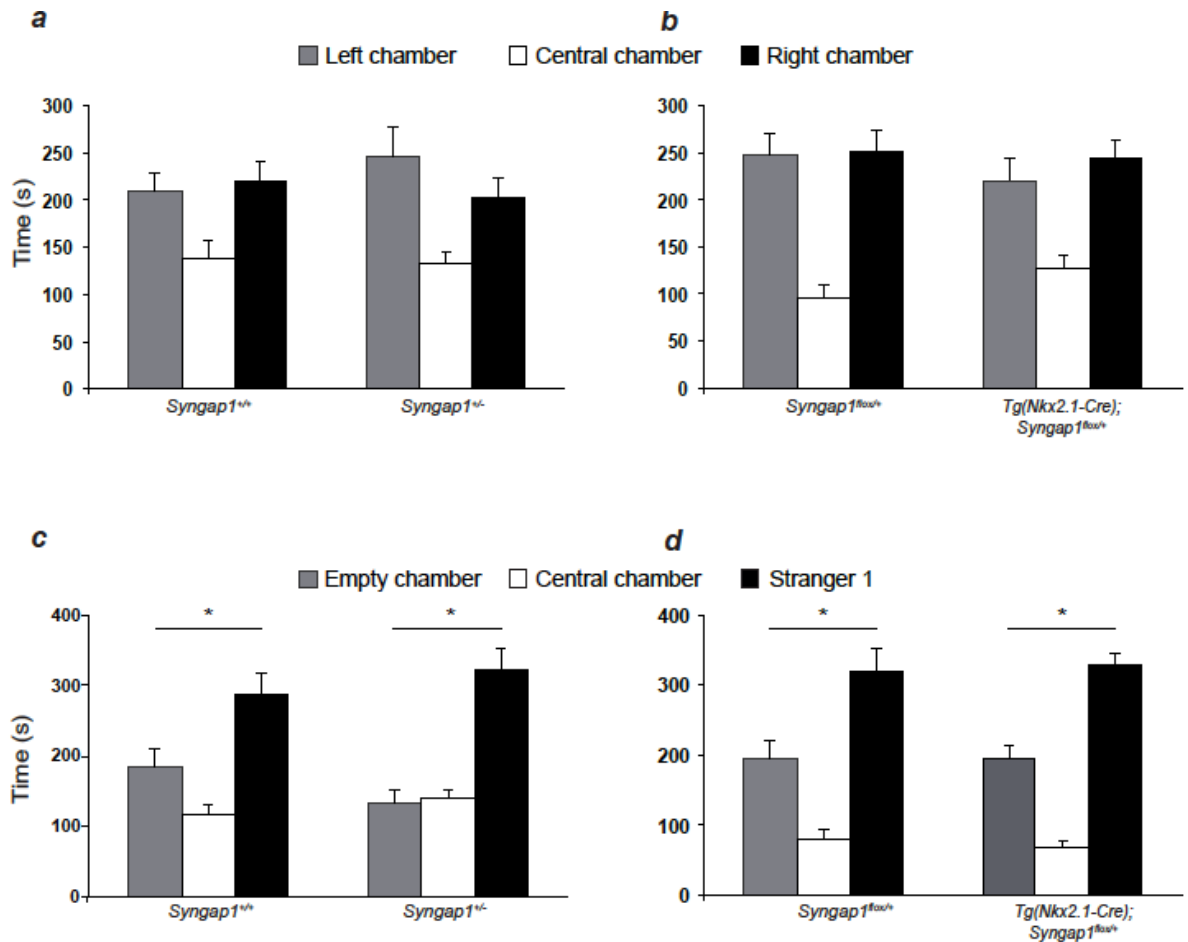 a
b
Left chamber Central chamber Right chamber
300
250
200
150
100
50
0
Time (s)
Syngap1+/+ Syngap1+/-
300
250
200
150
100
50
0
Syngap1flox/+ Tg(Nkx2.1-Cre);
Syngap1flox/+
c
d
Empty chamber Central chamber Stranger 1
400
300
200
100
0
Time (s)
* *
Syngap1+/+ Syngap1+/-
400
300
200
100
0
* *
Syngap1flox/+ Tg(Nkx2.1-Cre);
Syngap1flox/+